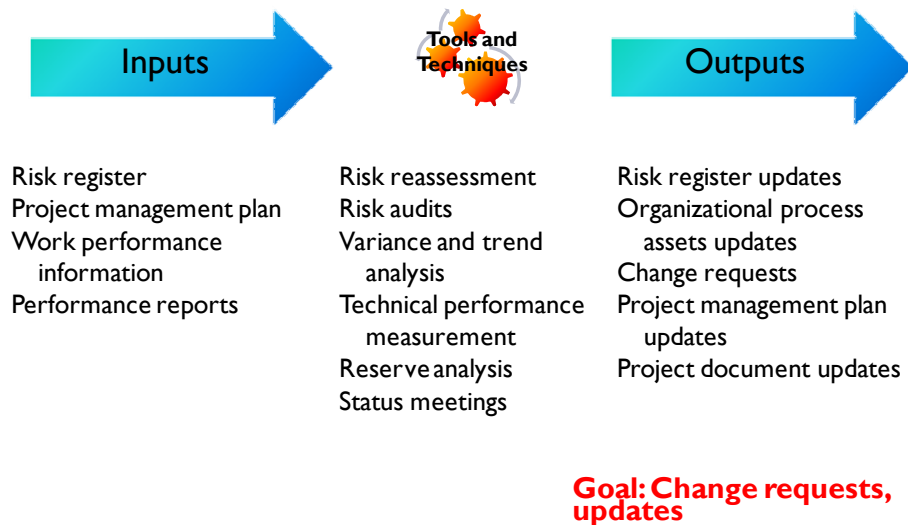 Inputs
Tools and
Techniques
Outputs
Risk register
Project management plan
Work performance
information
Performance reports
Risk reassessment
Risk audits
Variance and trend
analysis
Technical performance
measurement
Reserve analysis
Status meetings
Risk register updates
Organizational process
assets updates
Change requests
Project management plan
updates
Project document updates
Goal: Change requests,
updates